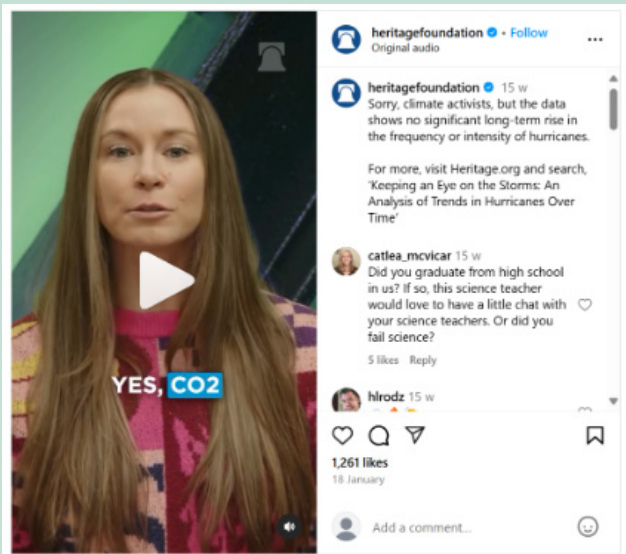 YES, CO2
heritagefoundation • Follow
Original audio
heritagefoundation 15 w
Sorry, climate activists, but the data
shows no significant long-term rise in
the frequency or intensity of hurricanes.
For more, visit Heritage.org and search,
'Keeping an Eye on the Storms: An
Analysis of Trends in Hurricanes Over
Time'
catlea_mcvicar 15 w
Did you graduate from high school
in us? If so, this science teacher
would love to have a little chat with
your science teachers. Or did you
fail science?
5 likes Reply
hlrodz 15 w
1,261 likes
18 January
Add a comment...